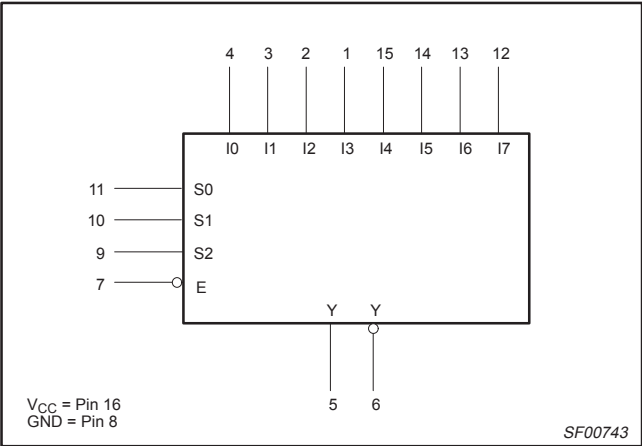 4 3 2 1 15 14 13 12
I0 I1 I2 I3 I4 I5 I6 I7
11 S0
10 S1
9 S2
7 E
Y Y
5 6
VCC = Pin 16
GND = Pin 8
SF00743